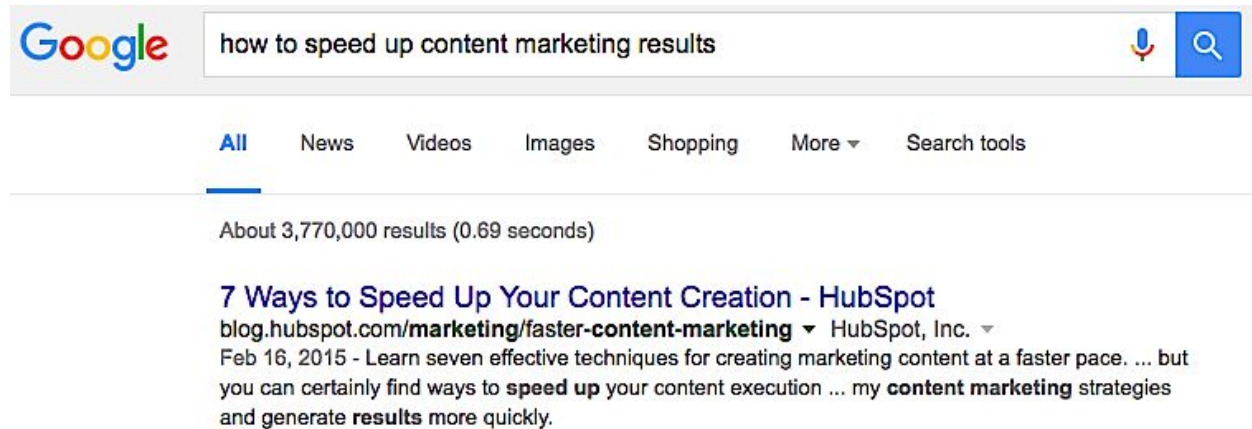 Google how to speed up content marketing results
All News Videos Images Shopping More Search tools
About 3,770,000 results (0.69 seconds)
7 Ways to Speed Up Your Content Creation - HubSpot
blog.hubspot.com/marketing/faster-content-marketing HubSpot, Inc.
Feb 16, 2015 - Learn seven effective techniques for creating marketing content at a faster pace. ... but
you can certainly find ways to speed up your content execution ... my content marketing strategies
and generate results more quickly.